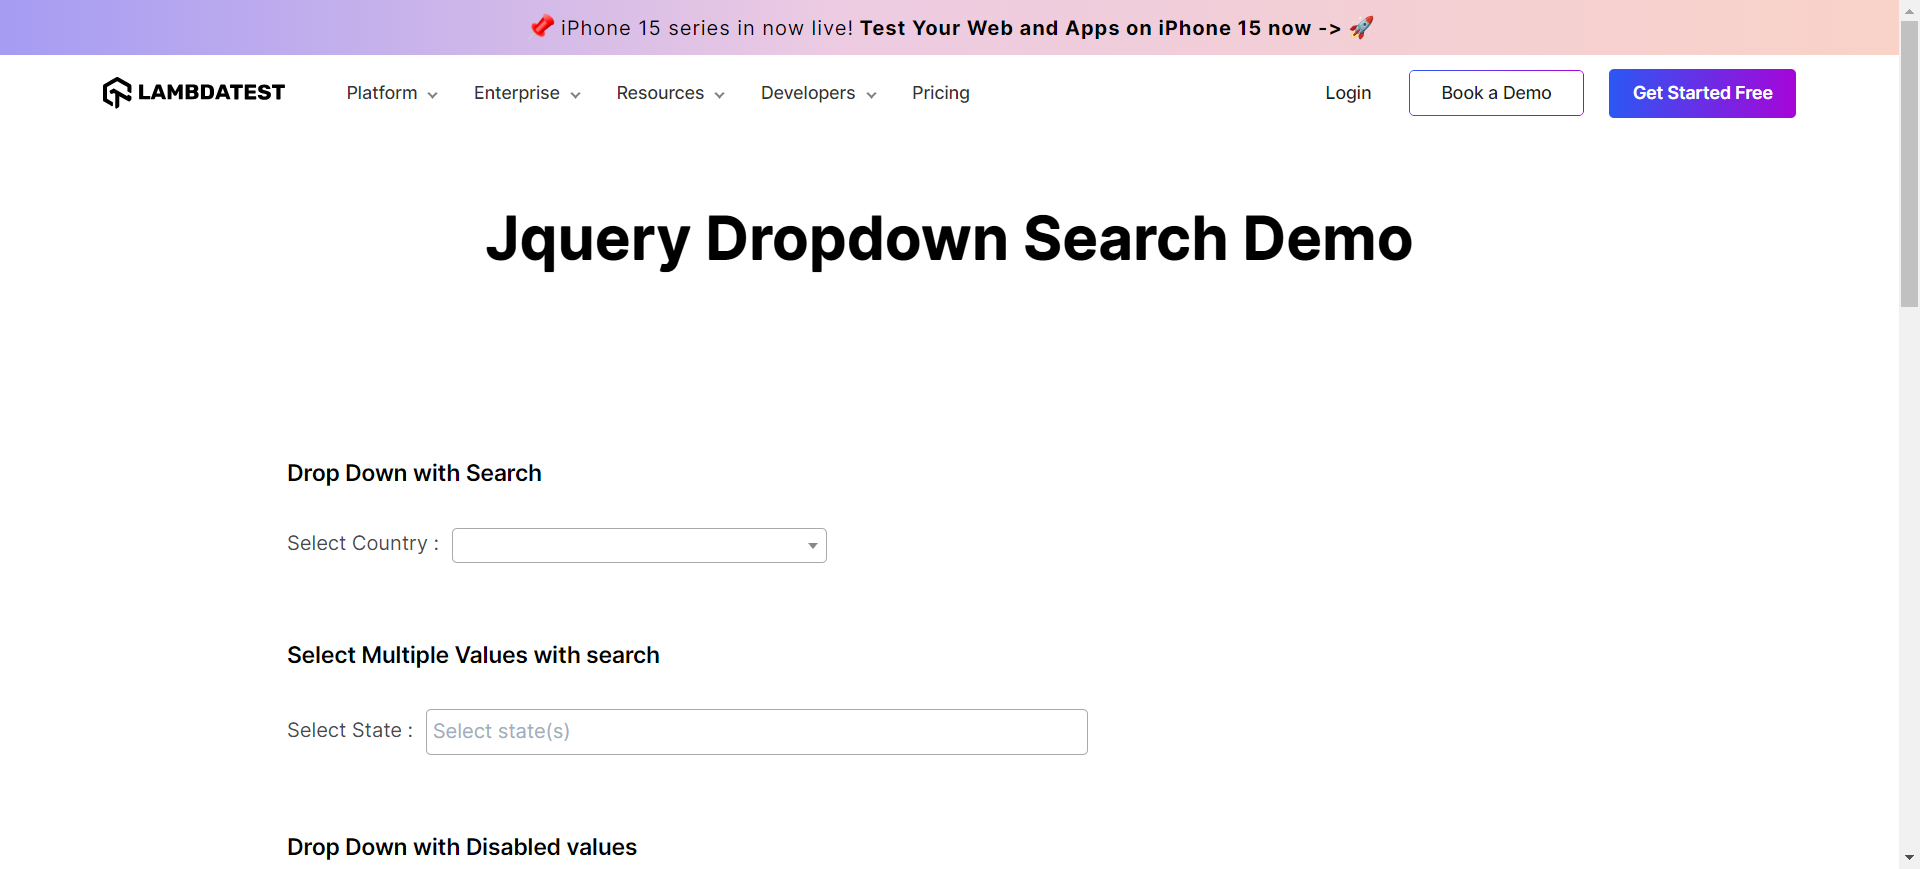 📌 iPhone 15 series in now live! Test Your Web and Apps on iPhone 15 now -> 🚀
LAMBDATEST Platform Enterprise Resources Developers Pricing Login Book a Demo Get Started Free
Jquery Dropdown Search Demo
Drop Down with Search
Select Country :
Select Multiple Values with search
Select State : Select state(s)
Drop Down with Disabled values